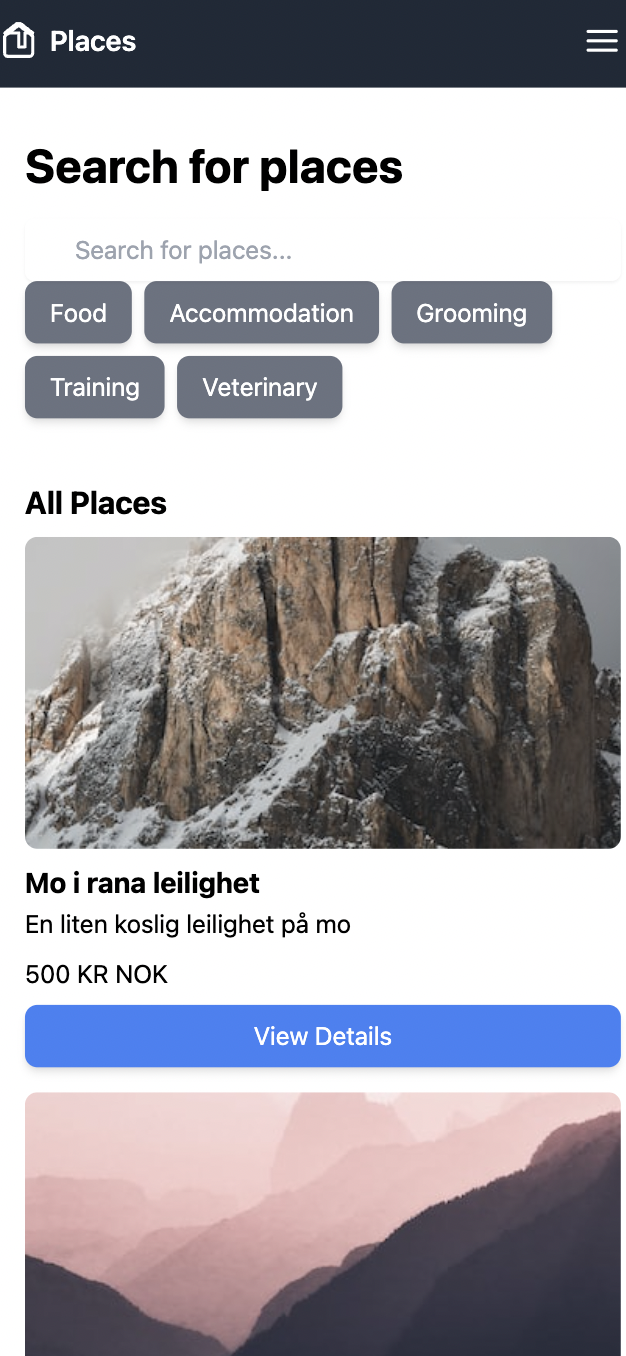 Places
Search for places
Search for places...
Food Accommodation Grooming
Training Veterinary
All Places
Mo i rana leilighet
En liten koslig leilighet på mo
500 KR NOK
View Details